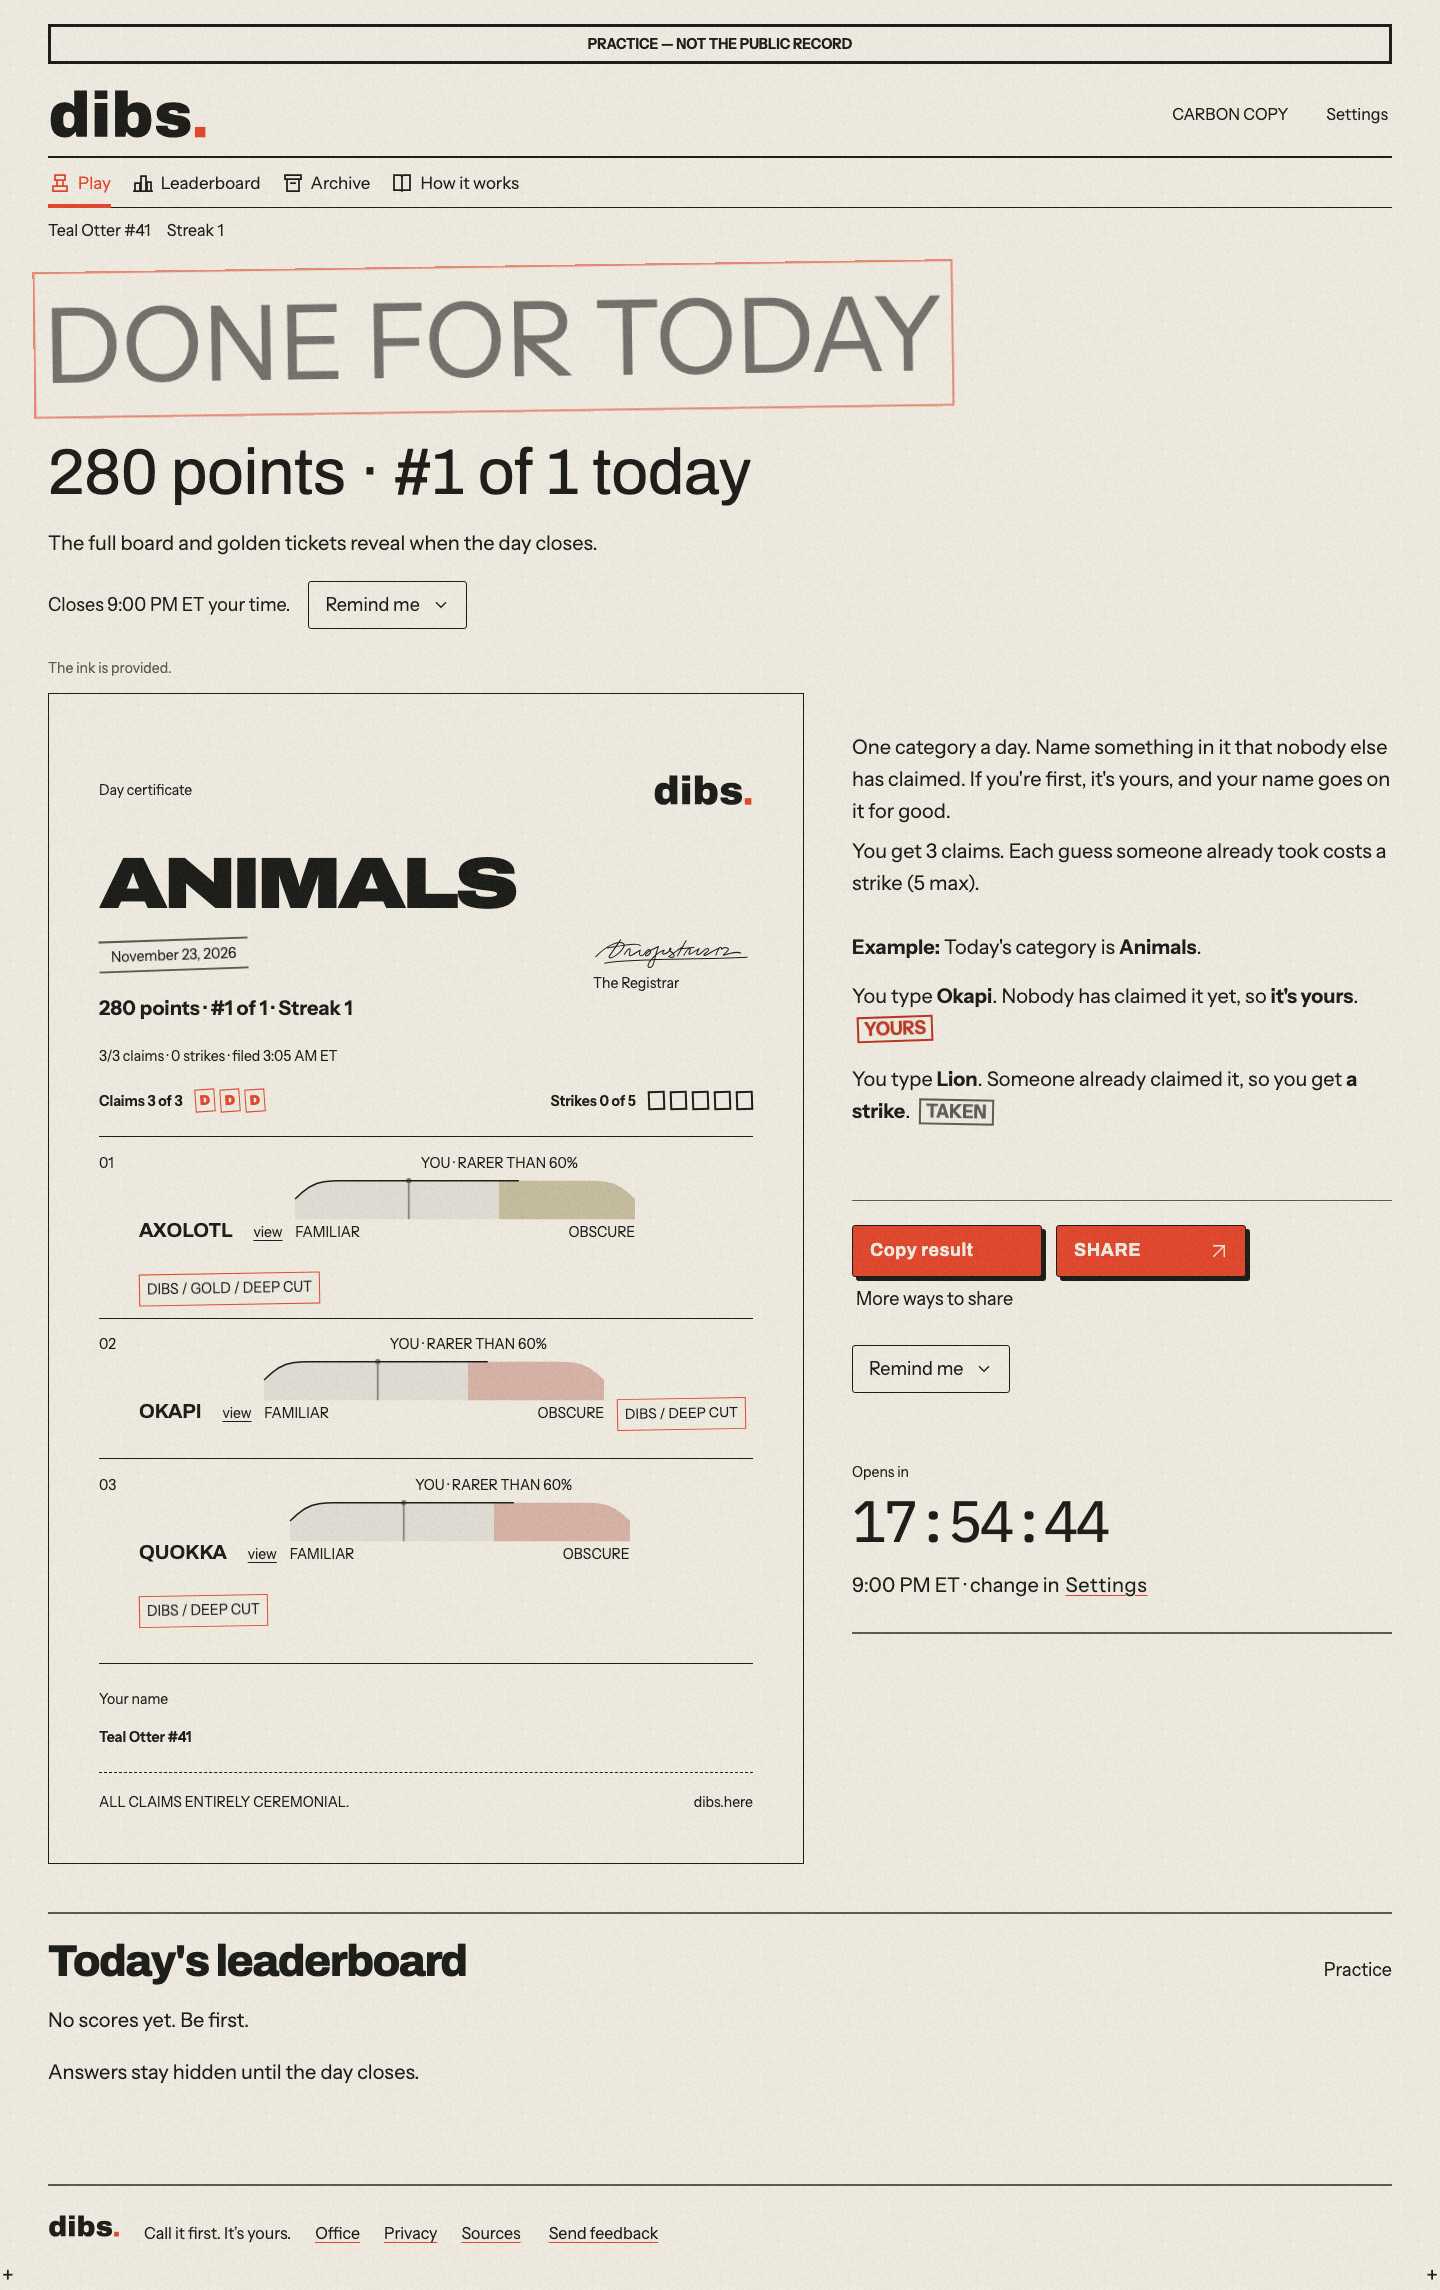 PRACTICE — NOT THE PUBLIC RECORD
dibs.
CARBON COPY Settings
Play Leaderboard Archive How it works
Teal Otter #41 Streak 1
DONE FOR TODAY
280 points · #1 of 1 today
The full board and golden tickets reveal when the day closes.
Closes 9:00 PM ET your time. Remind me
The ink is provided.
Day certificate
dibs.
ANIMALS
November 23, 2026
The Registrar
280 points · #1 of 1 · Streak 1
3/3 claims · 0 strikes · filed 3:05 AM ET
Claims 3 of 3 D D D
Strikes 0 of 5
01
YOU · RARER THAN 60%
AXOLOTL view FAMILIAR OBSCURE
DIBS / GOLD / DEEP CUT
02
YOU · RARER THAN 60%
OKAPI view FAMILIAR OBSCURE DIBS / DEEP CUT
03
YOU · RARER THAN 60%
QUOKKA view FAMILIAR OBSCURE
DIBS / DEEP CUT
Your name
Teal Otter #41
ALL CLAIMS ENTIRELY CEREMONIAL.
dibs.here
One category a day. Name something in it that nobody else
has claimed. If you're first, it's yours, and your name goes on
it for good.
You get 3 claims. Each guess someone already took costs a
strike (5 max).
Example: Today's category is Animals.
You type Okapi. Nobody has claimed it yet, so it's yours.
YOURS
You type Lion. Someone already claimed it, so you get a
strike. TAKEN
Copy result SHARE
More ways to share
Remind me
Opens in
17:54:44
9:00 PM ET · change in Settings
Today's leaderboard
Practice
No scores yet. Be first.
Answers stay hidden until the day closes.
dibs. Call it first. It's yours. Office Privacy Sources Send feedback
+ +